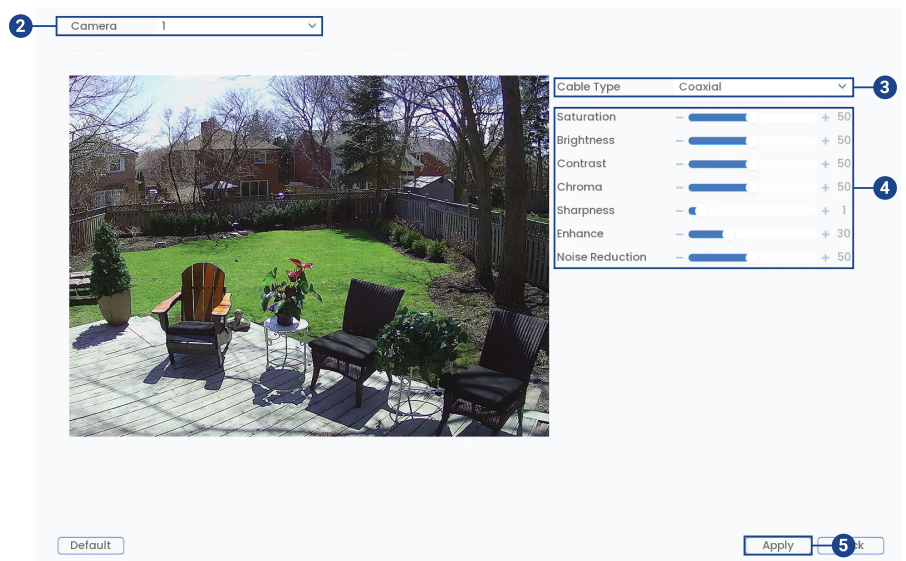 2 Camera 1
Cable Type Coaxial 3
Saturation - + 50
Brightness - + 50
Contrast - + 50
Chroma - + 50 4
Sharpness - + 1
Enhance - + 30
Noise Reduction - + 50
Default Apply 5 ck